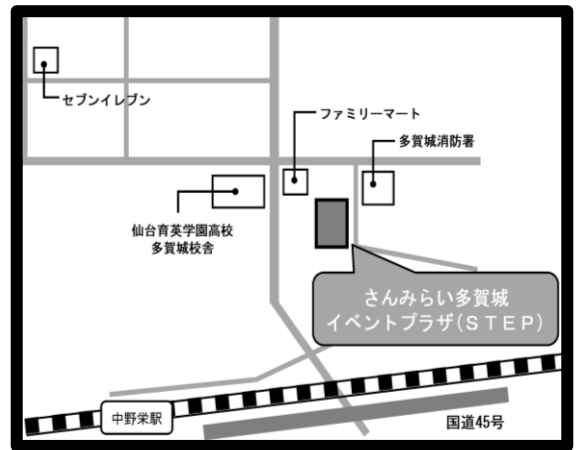 セブンイレブン
ファミリーマート
多賀城消防署
仙台育英学園高校
多賀城校舎
さんみらい多賀城
イベントプラザ(ＳＴＥＰ)
中野栄駅
国道45号